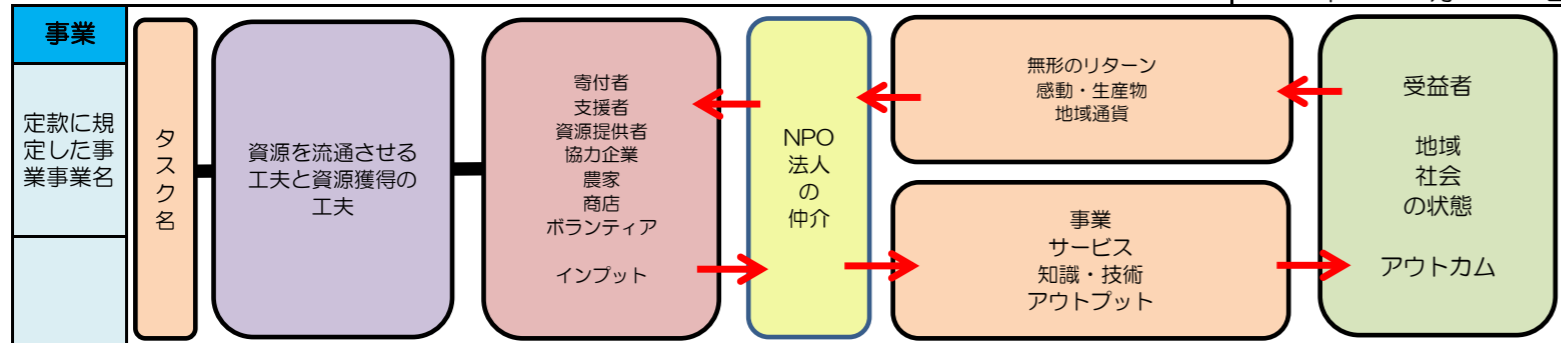 事業
定款に規
定した事
業事業名
タスク名
資源を流通させる
工夫と資源獲得の
工夫
寄付者
支援者
資源提供者
協力企業
農家
商店
ボランティア
インプット
NPO
法人
の
仲介
無形のリターン
感動・生産物
地域通貨
事業
サービス
知識・技術
アウトプット
受益者
地域
社会
の状態
アウトカム